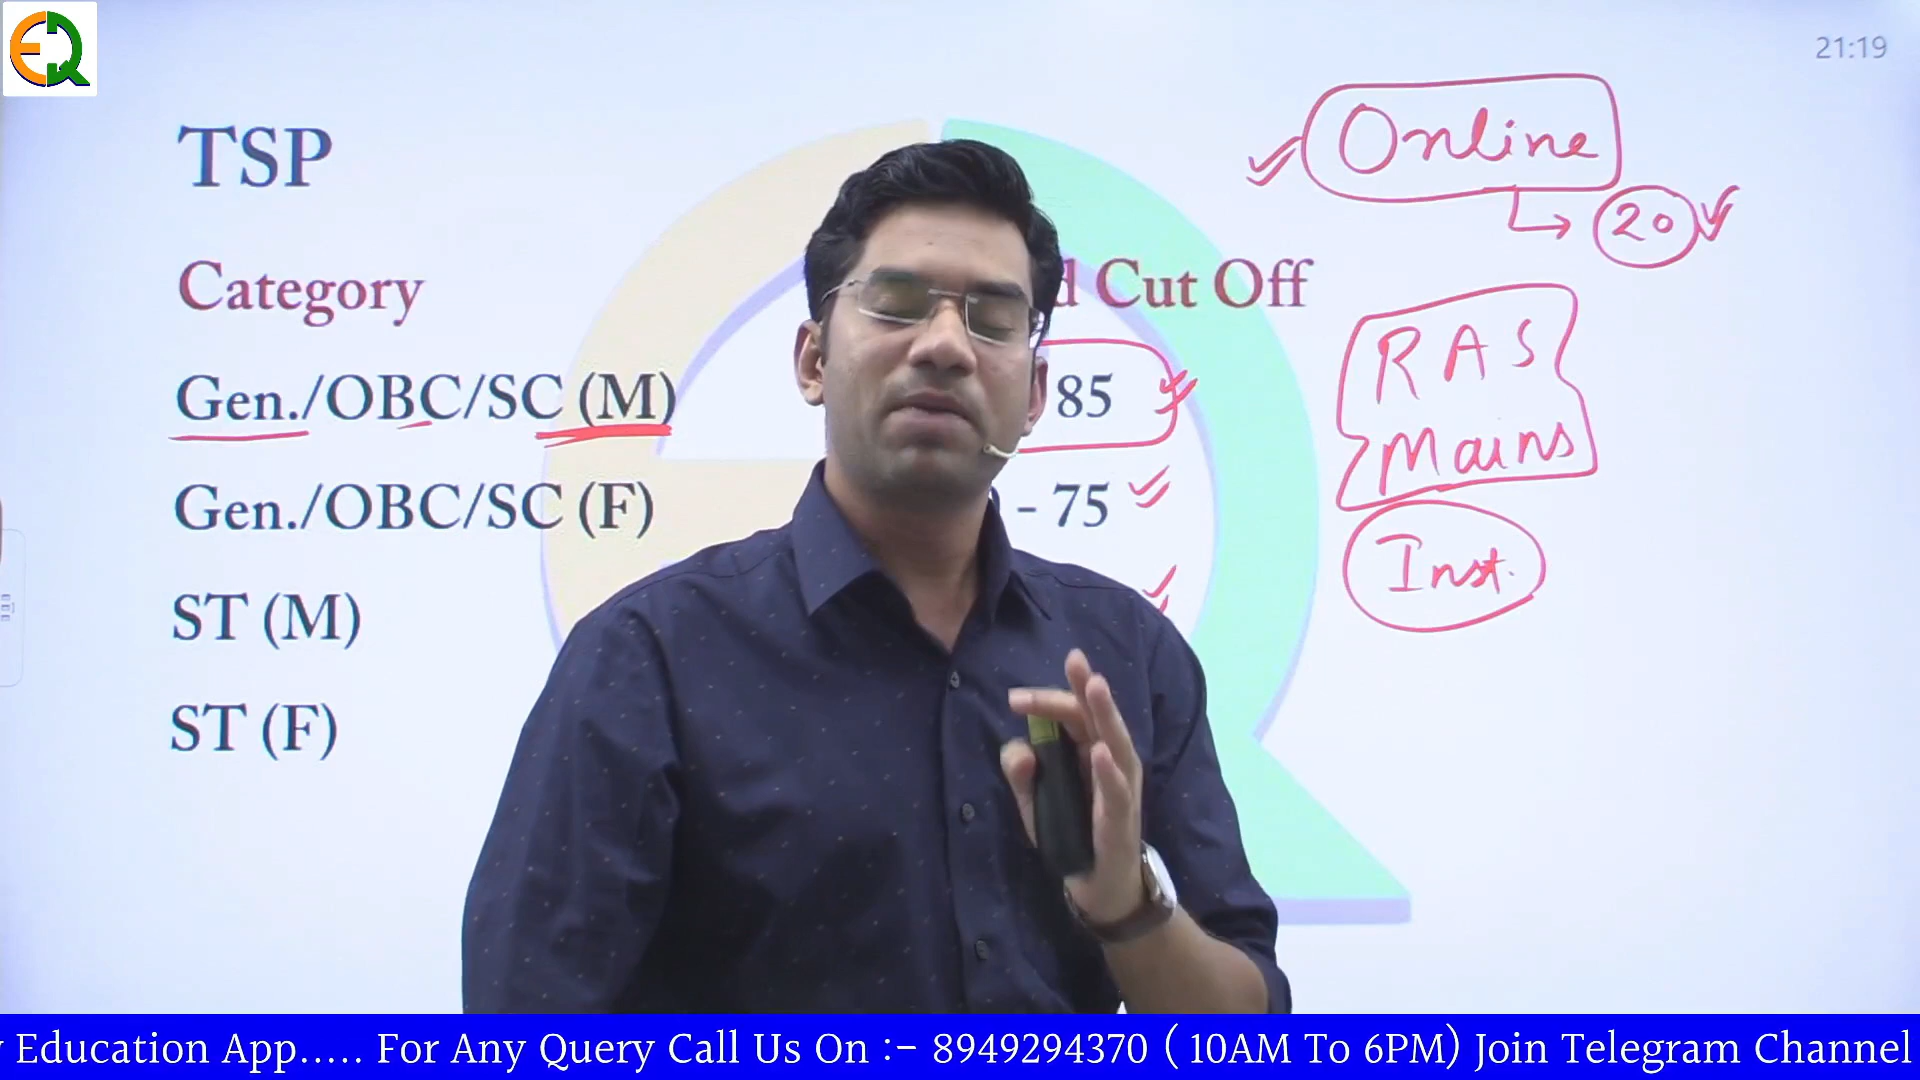 EQ
21:19
TSP
Online
20
Category
d Cut Off
Gen./OBC/SC (M)
85
RAS
Mains
Gen./OBC/SC (F)
- 75
Inst.
ST (M)
ST (F)
Education App..... For Any Query Call Us On :- 8949294370 ( 10AM To 6PM) Join Telegram Channel